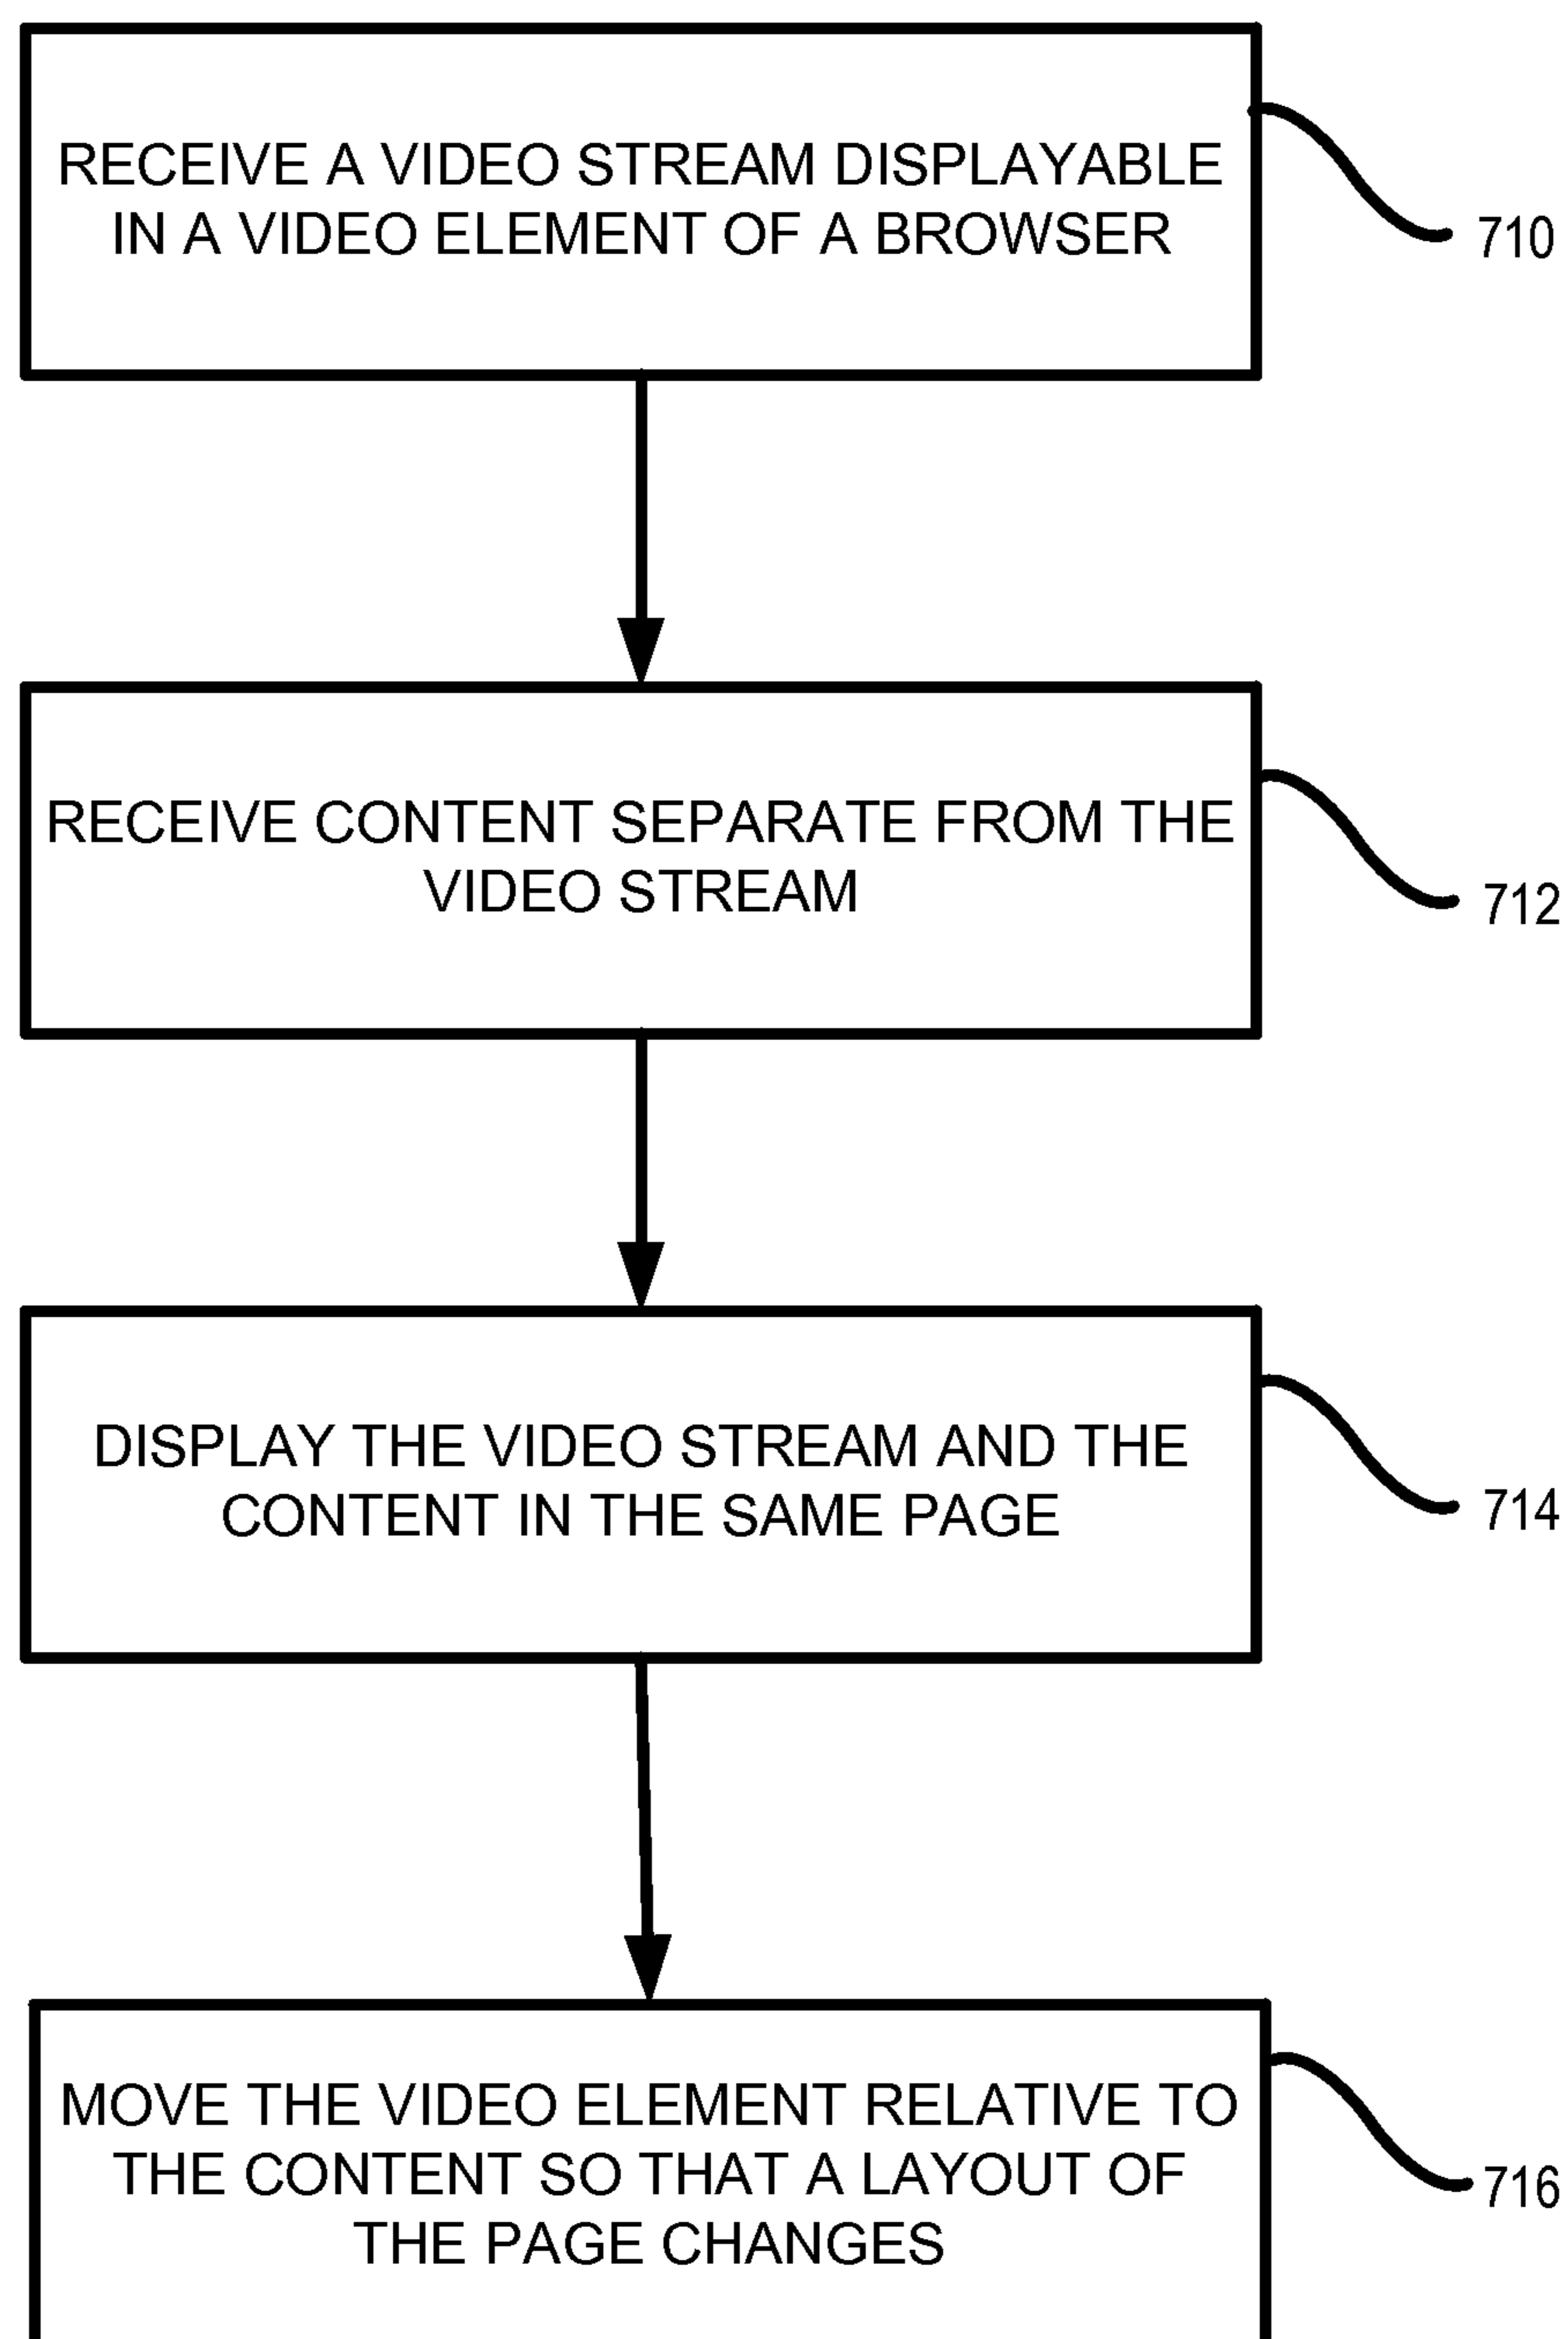 RECEIVE A VIDEO STREAM DISPLAYABLE
IN A VIDEO ELEMENT OF A BROWSER
710
RECEIVE CONTENT SEPARATE FROM THE
VIDEO STREAM
712
DISPLAY THE VIDEO STREAM AND THE
CONTENT IN THE SAME PAGE
714
MOVE THE VIDEO ELEMENT RELATIVE TO
THE CONTENT SO THAT A LAYOUT OF
THE PAGE CHANGES
716